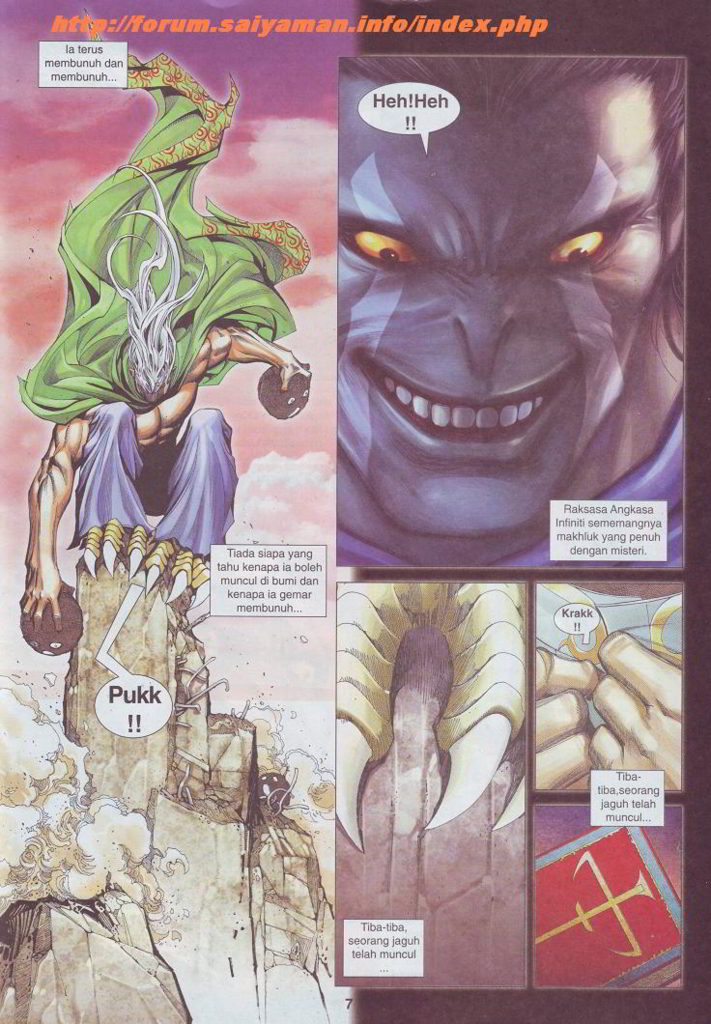 http://forum.saiyaman.info/index.php
Ia terus
membunuh dan
membunuh...
Heh!Heh
!!
Raksasa Angkasa
Infiniti sememangnya
makhluk yang penuh
dengan misteri.
Tiada siapa yang
tahu kenapa ia boleh
muncul di bumi dan
kenapa ia gemar
membunuh...
Pukk
!!
Krakk
!!
Tiba-
tiba,seorang
jaguh telah
muncul...
Tiba-tiba,
seorang jaguh
telah muncul
...
7